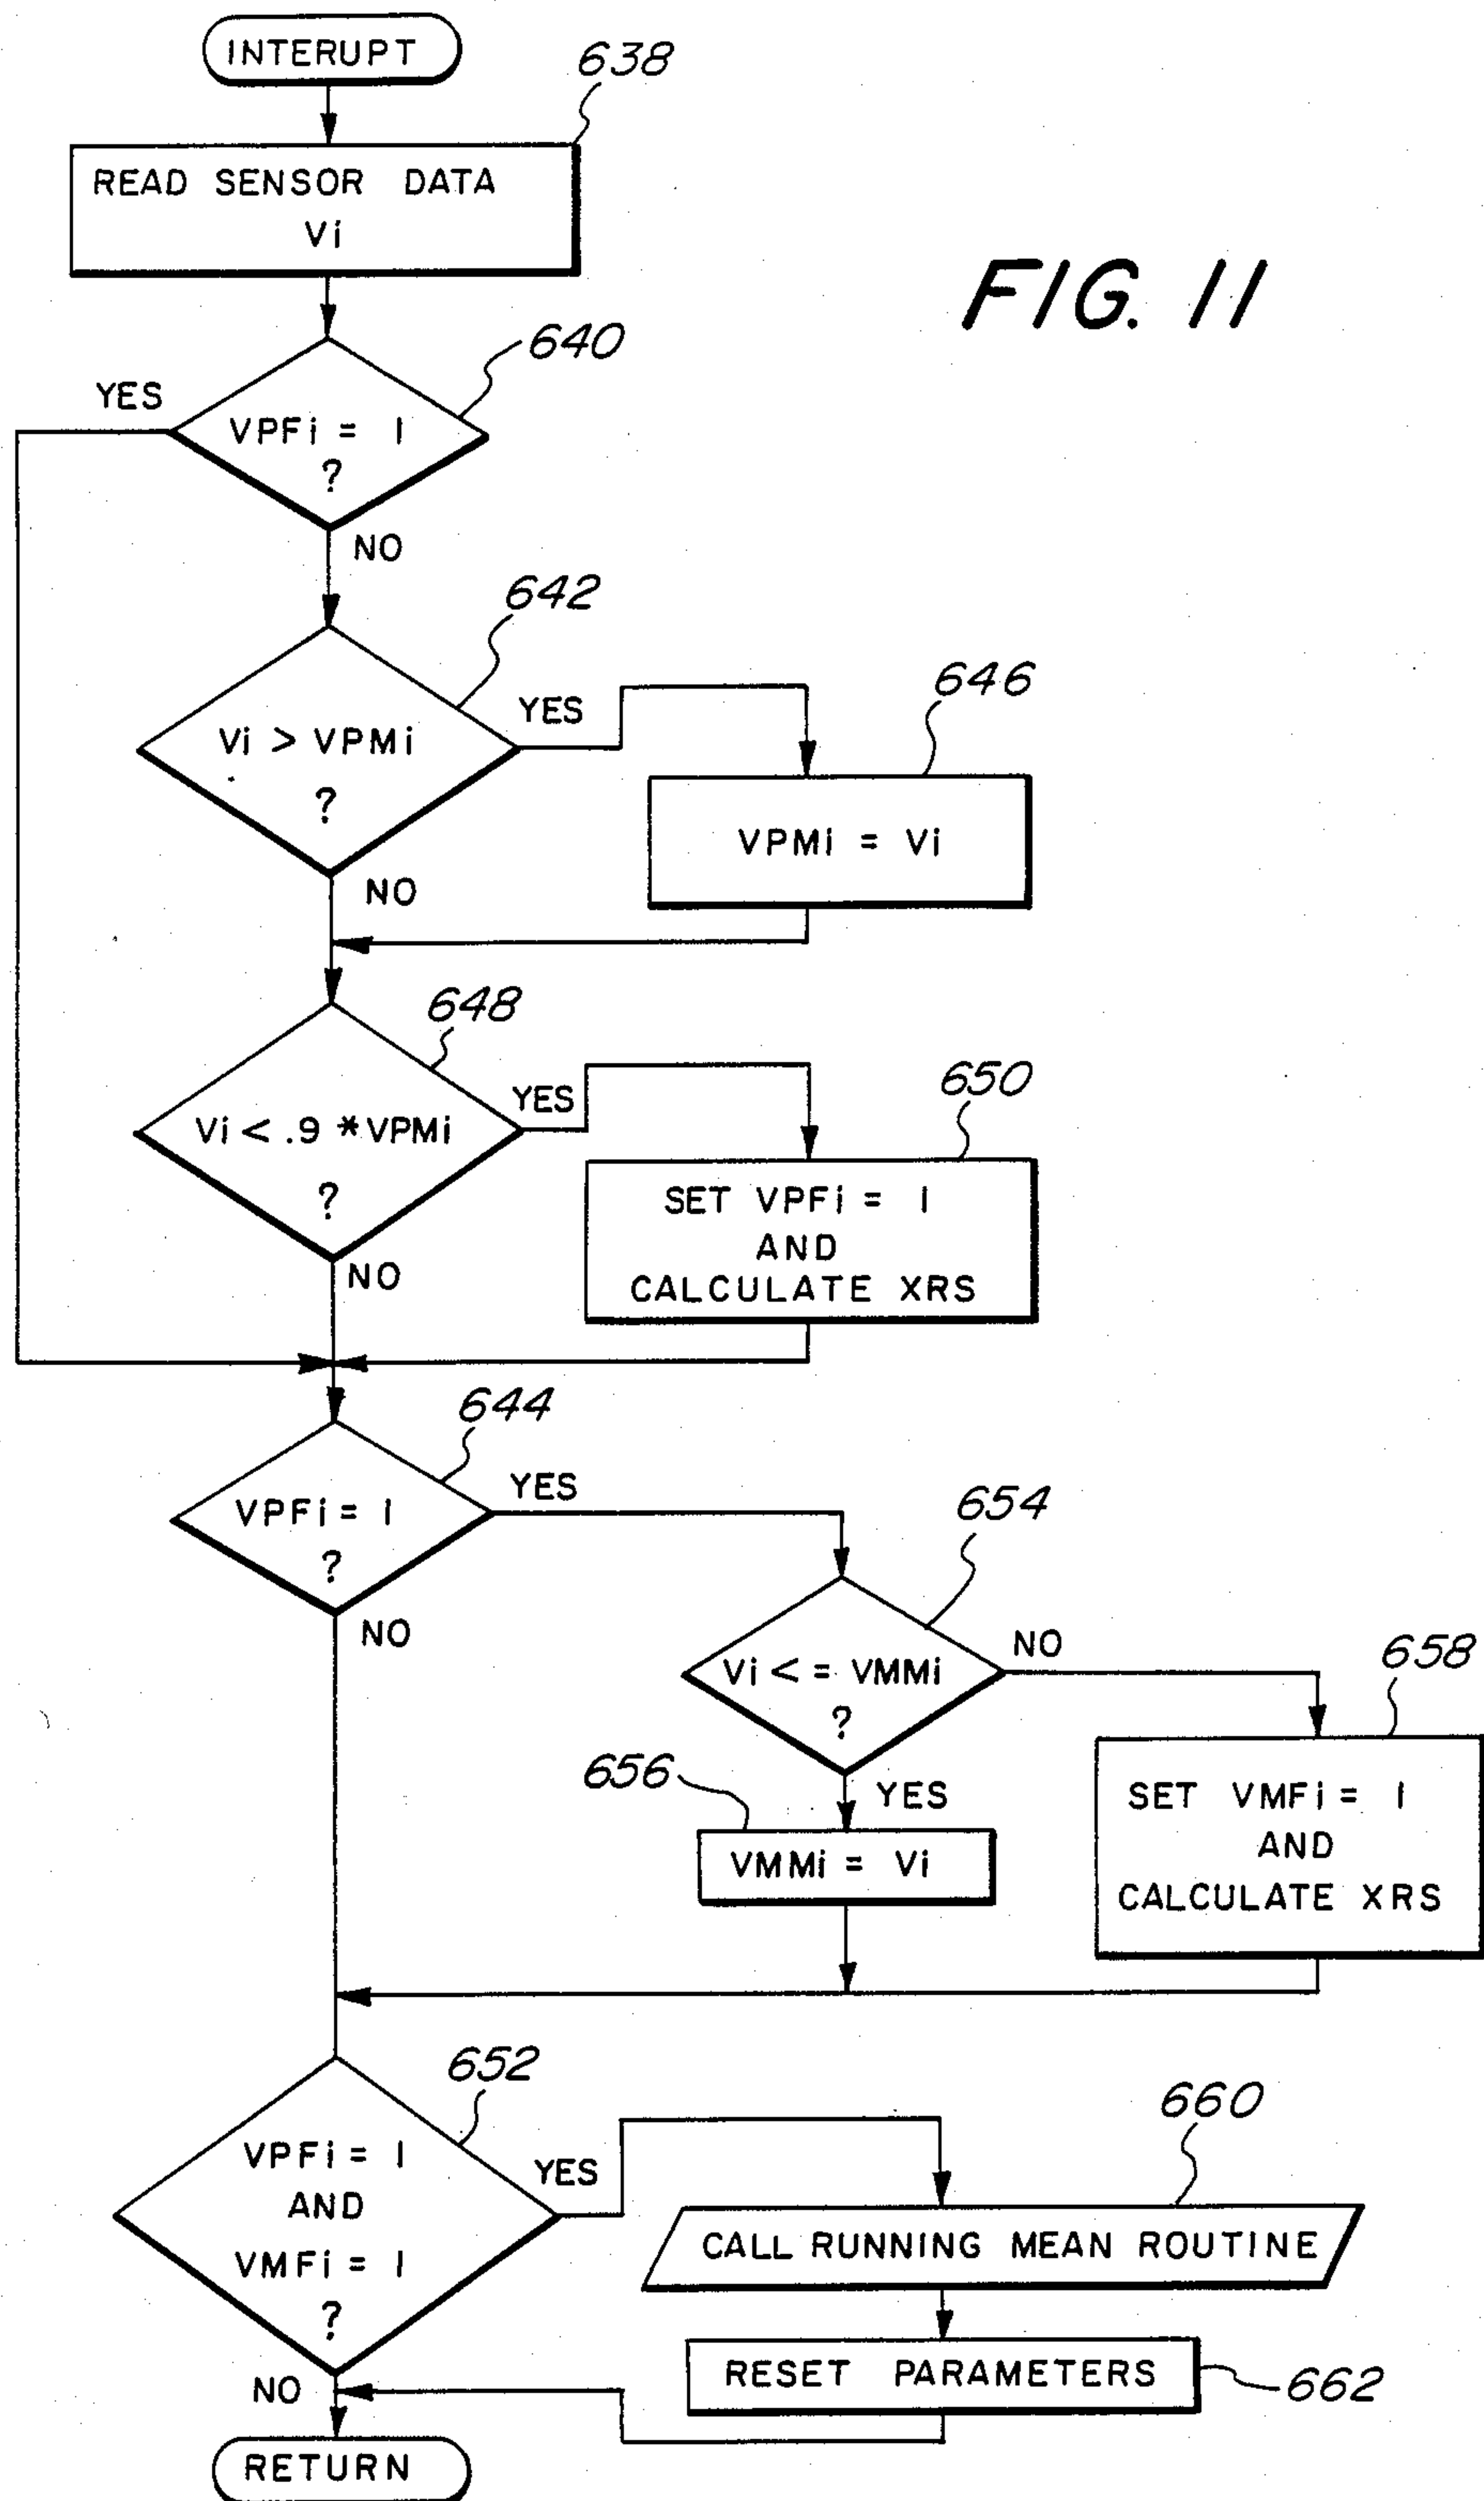 INTERUPT
638
READ SENSOR DATA
Vi
FIG. 11
640
YES
VPFi = 1
?
NO
642
YES
646
Vi > VPMi
?
VPMi = Vi
NO
648
YES
650
Vi < .9 * VPMi
?
SET VPFi = 1
AND
CALCULATE XRS
NO
644
YES
VPFi = 1
?
654
NO
NO
658
Vi < = VMMi
?
656
YES
SET VMFi = 1
AND
CALCULATE XRS
VMMi = Vi
652
660
VPFi = 1
AND
VMFi = 1
?
YES
CALL RUNNING MEAN ROUTINE
RESET PARAMETERS
662
NO
RETURN